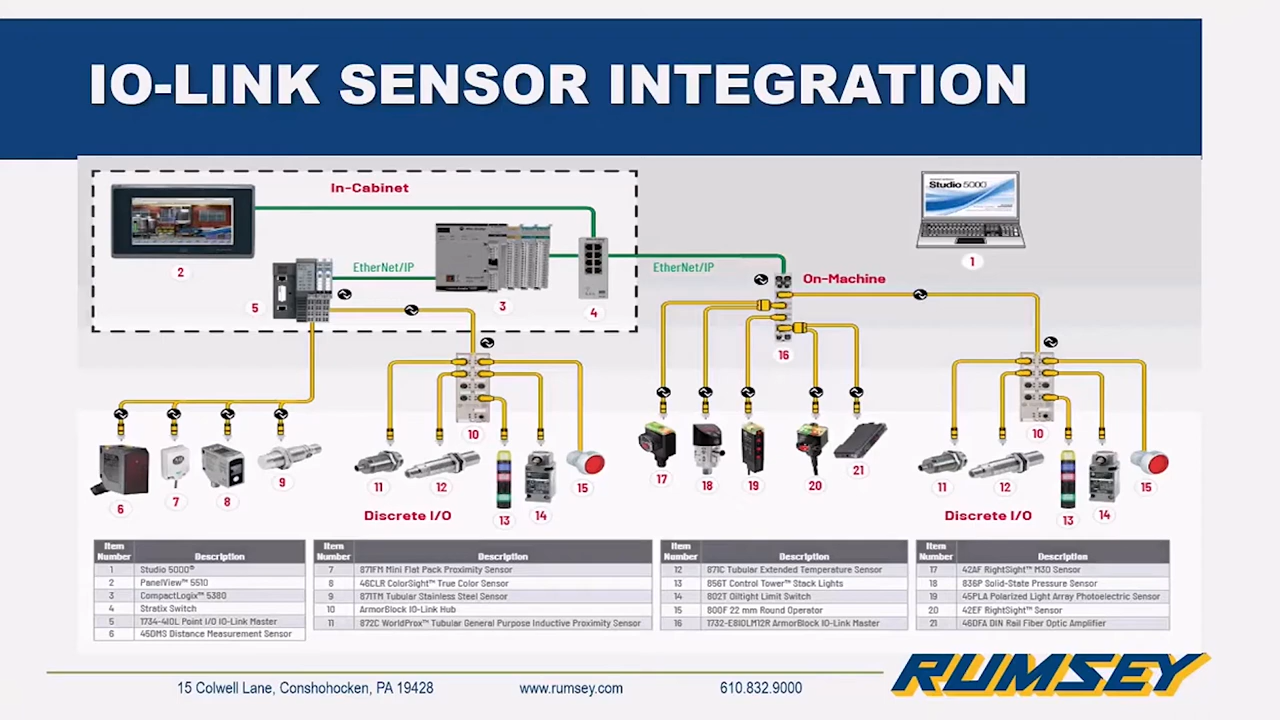 IO-LINK SENSOR INTEGRATION
In-Cabinet
Studio 5000
2
EtherNet/IP
EtherNet/IP
1
On-Machine
5
3
4
16
10
10
6
7
8
9
11
12
13
14
15
17
18
19
20
21
11
12
13
14
15
Discrete I/O
Discrete I/O
Item Number Description
1 Studio 5000®
2 PanelView™ 5510
3 CompactLogix™ 5380
4 Stratix Switch
5 1734-4IOL Point I/O IO-Link Master
6 45DMS Distance Measurement Sensor
Item Number Description
7 871FM Mini Flat Pack Proximity Sensor
8 46CLR ColorSight™ True Color Sensor
9 871TM Tubular Stainless Steel Sensor
10 ArmorBlock IO-Link Hub
11 872C WorldProx™ Tubular General Purpose Inductive Proximity Sensor
Item Number Description
12 871C Tubular Extended Temperature Sensor
13 856T Control Tower™ Stack Lights
14 802T Oiltight Limit Switch
15 800F 22 mm Round Operator
16 1732-E8IOLM12R ArmorBlock IO-Link Master
Item Number Description
17 42AF RightSight™ M30 Sensor
18 836P Solid-State Pressure Sensor
19 45PLA Polarized Light Array Photoelectric Sensor
20 42EF RightSight™ Sensor
21 45DFA DIN Rail Fiber Optic Amplifier
15 Colwell Lane, Conshohocken, PA 19428
www.rumsey.com
610.832.9000
RUMSEY